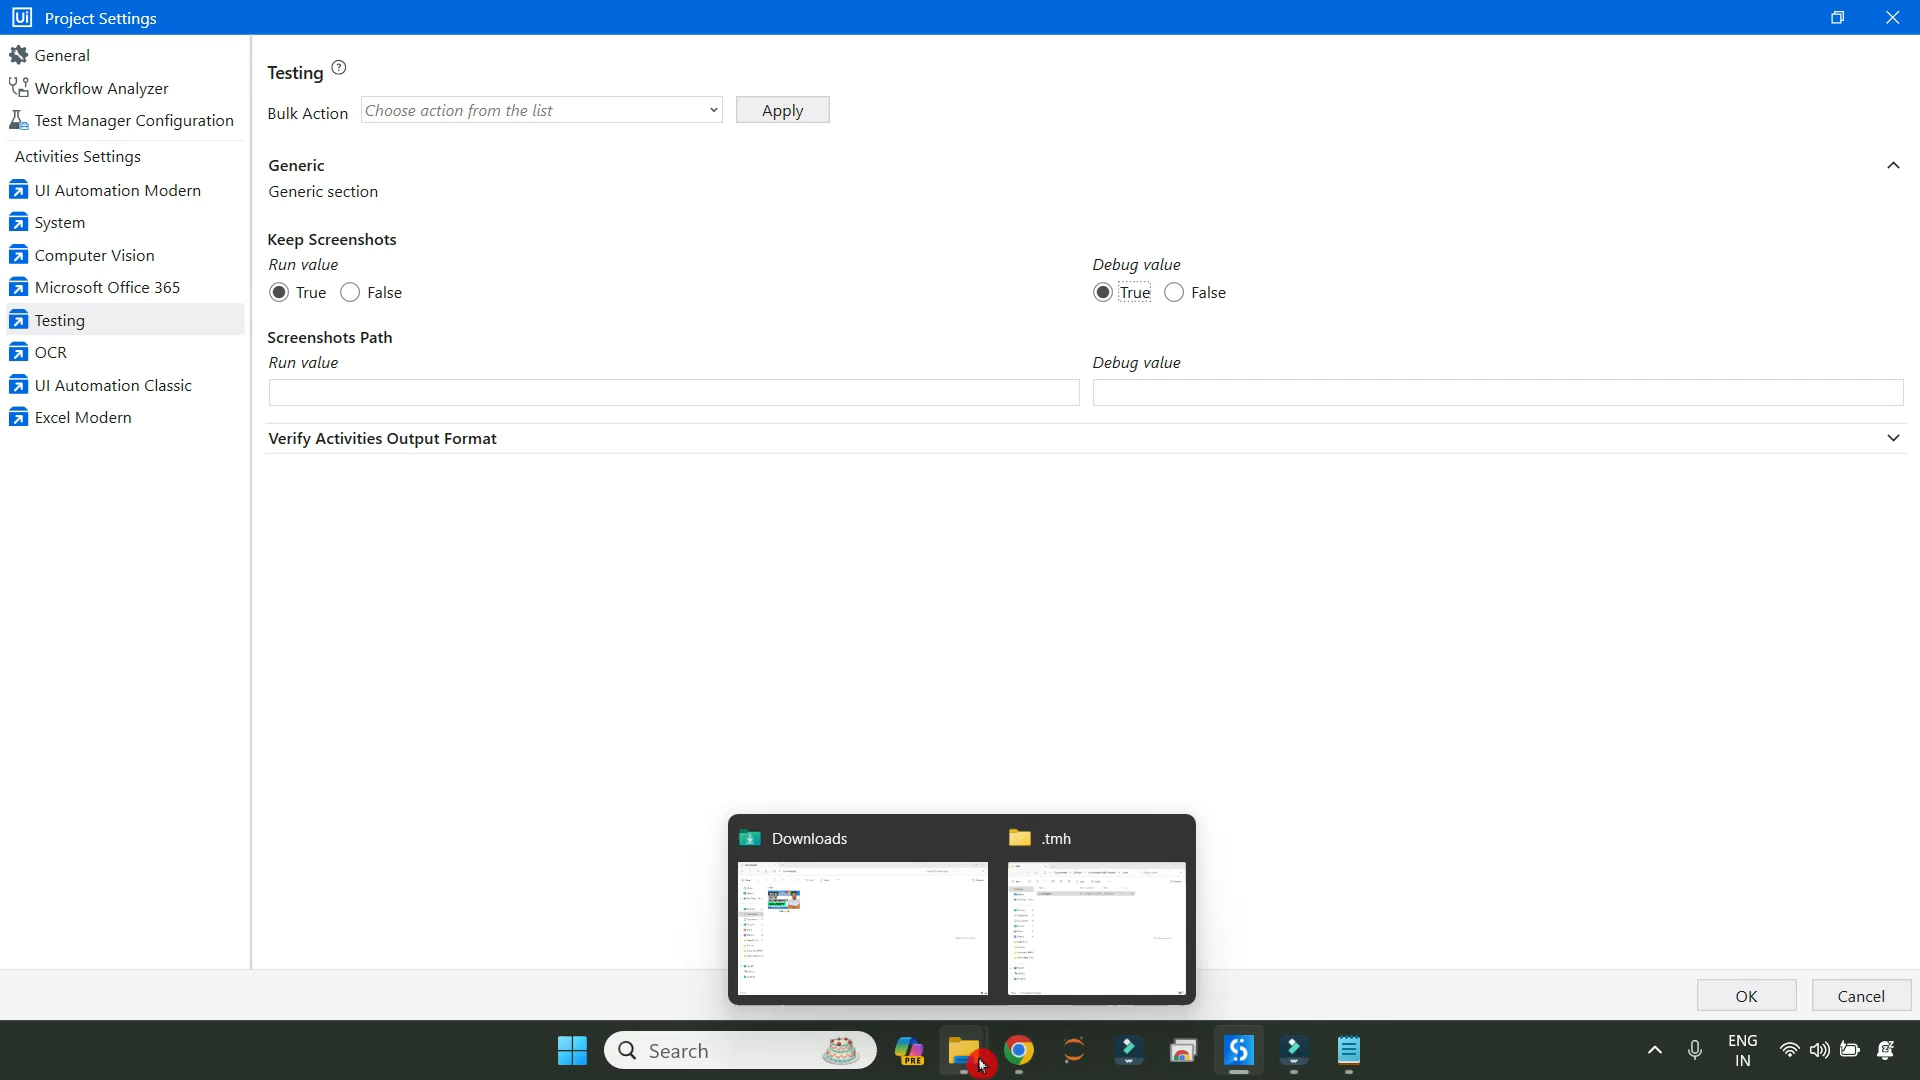 Ui Project Settings
General
Workflow Analyzer
Test Manager Configuration
Activities Settings
UI Automation Modern
System
Computer Vision
Microsoft Office 365
Testing
OCR
UI Automation Classic
Excel Modern
Testing ?
Bulk Action Choose action from the list Apply
Generic
Generic section
Keep Screenshots
Run value Debug value
True False True False
Screenshots Path
Run value Debug value
Verify Activities Output Format
Downloads .tmh
OK Cancel
Search PRE
ENG
IN